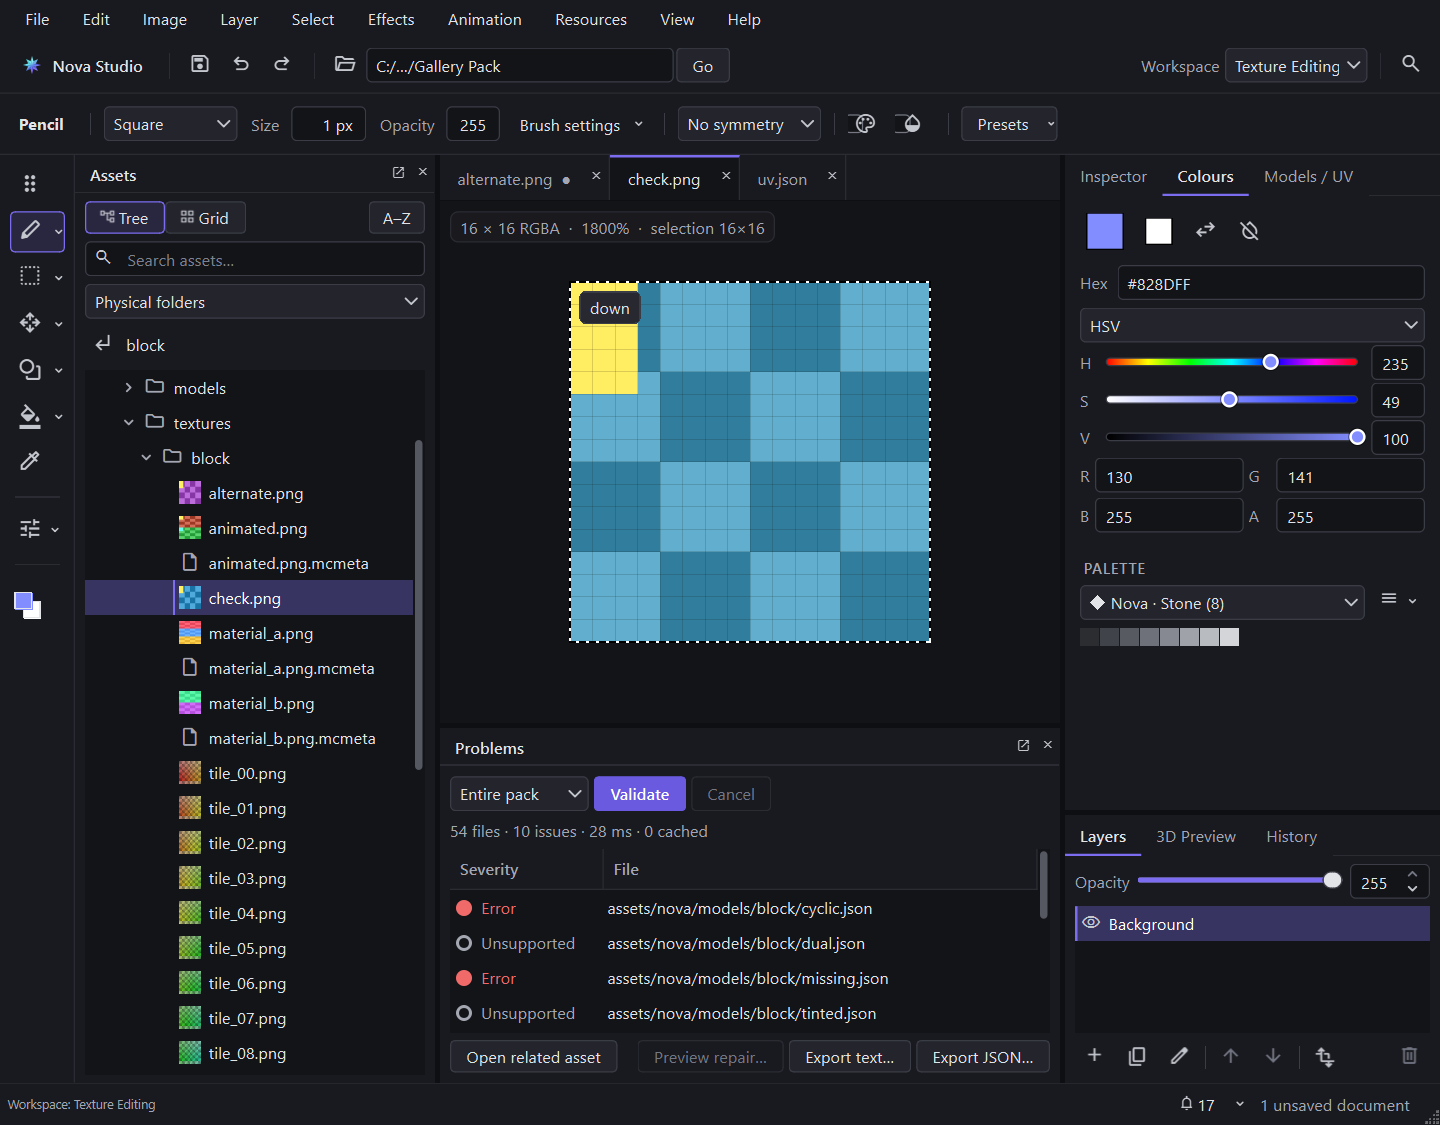 File Edit Image Layer Select Effects Animation Resources View Help
Nova Studio C:/.../Gallery Pack Go Workspace Texture Editing
Pencil Square Size 1 px Opacity 255 Brush settings No symmetry Presets
Assets
Tree Grid A–Z
Search assets...
Physical folders
block
models
textures
block
alternate.png
animated.png
animated.png.mcmeta
check.png
material_a.png
material_a.png.mcmeta
material_b.png
material_b.png.mcmeta
tile_00.png
tile_01.png
tile_02.png
tile_03.png
tile_04.png
tile_05.png
tile_06.png
tile_07.png
tile_08.png
alternate.png check.png uv.json
16 × 16 RGBA · 1800% · selection 16×16
down
Problems
Entire pack Validate Cancel
54 files · 10 issues · 28 ms · 0 cached
Severity File
Error assets/nova/models/block/cyclic.json
Unsupported assets/nova/models/block/dual.json
Error assets/nova/models/block/missing.json
Unsupported assets/nova/models/block/tinted.json
Open related asset Preview repair... Export text... Export JSON...
Inspector Colours Models / UV
Hex #828DFF
HSV
H 235
S 49
V 100
R 130 G 141
B 255 A 255
PALETTE
Nova · Stone (8)
Layers 3D Preview History
Opacity 255
Background
Workspace: Texture Editing 17 1 unsaved document